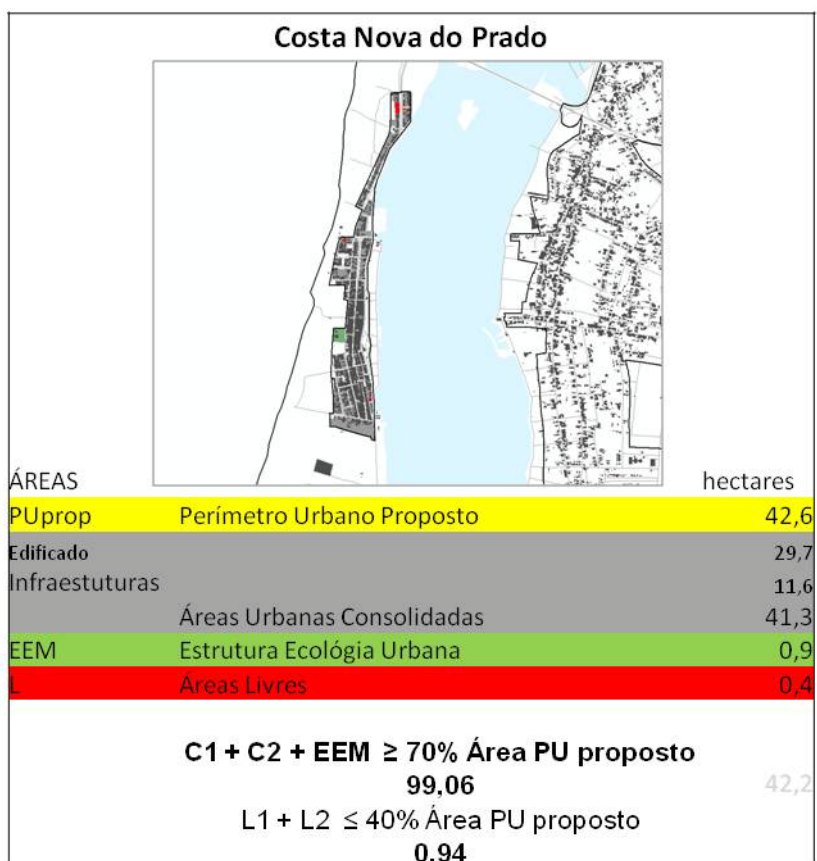 Costa Nova do Prado
ÁREAS hectares
PUprop Perímetro Urbano Proposto 42,6
Edificado 29,7
Infraestuturas 11,6
Áreas Urbanas Consolidadas 41,3
EEM Estrutura Ecológia Urbana 0,9
L Áreas Livres 0,4
C1 + C2 + EEM ≥ 70% Área PU proposto
99,06 42,2
L1 + L2 ≤ 40% Área PU proposto
0,94